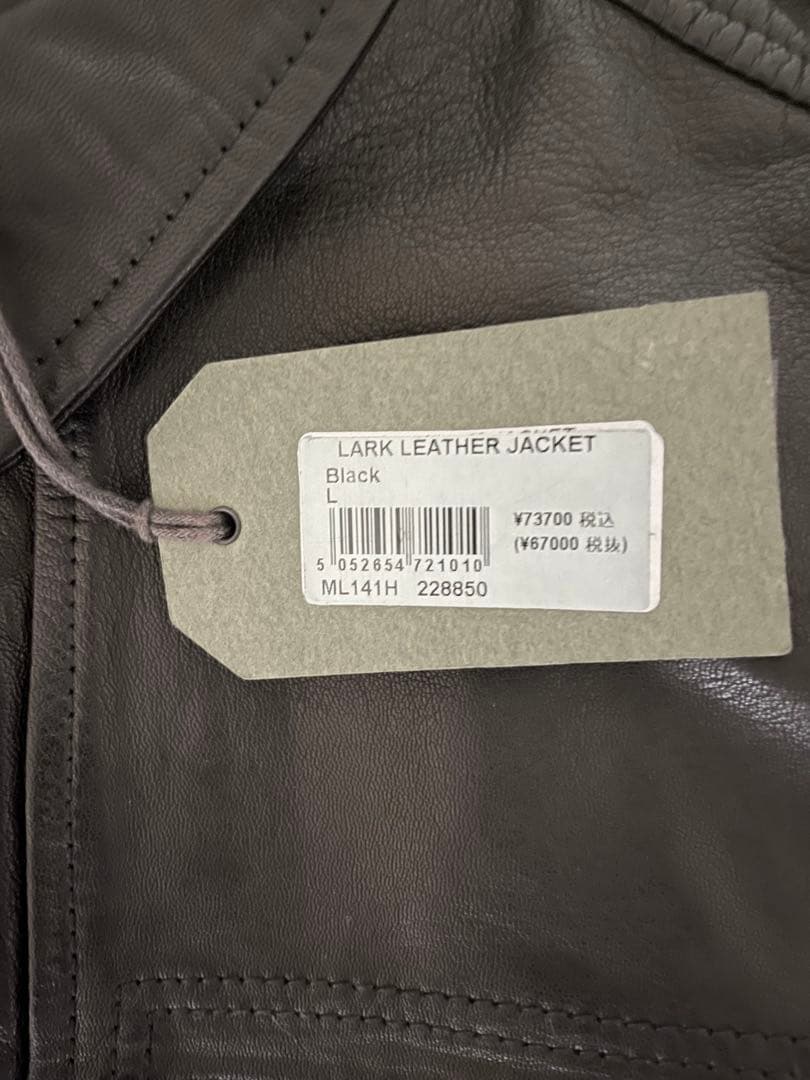 LARK LEATHER JACKET
Black
L
¥73700 税込
(¥67000 税抜)
5 052654 721010
ML141H 228850